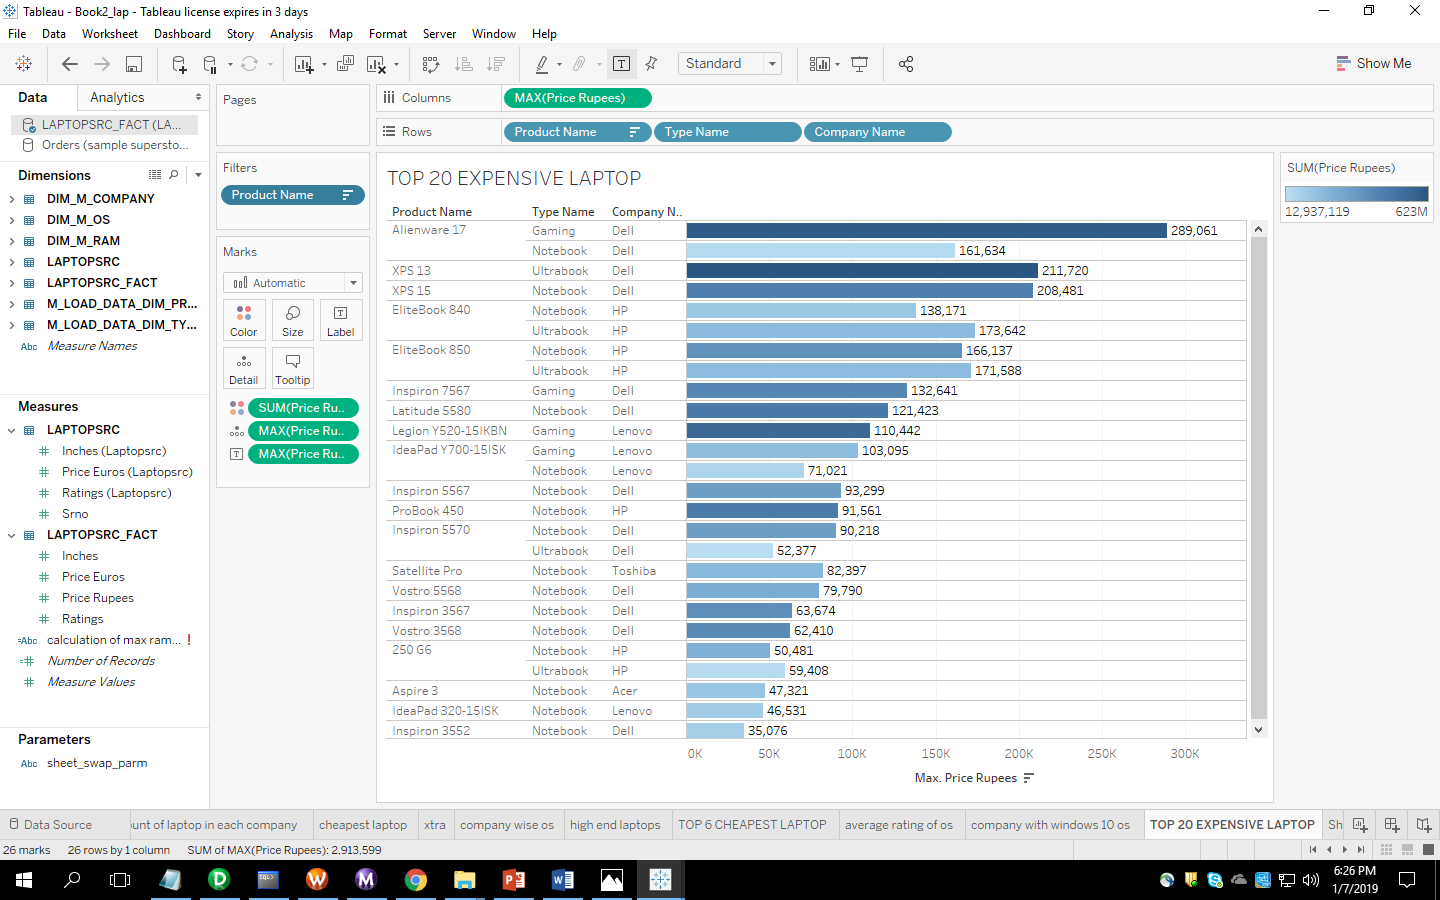 Tableau - Book2_lap - Tableau license expires in 3 days
File Data Worksheet Dashboard Story Analysis Map Format Server Window Help
Standard
Show Me
Data Analytics
LAPTOPSRC_FACT (LA...
Orders (sample supersto...
Dimensions
DIM_M_COMPANY
DIM_M_OS
DIM_M_RAM
LAPTOPSRC
LAPTOPSRC_FACT
M_LOAD_DATA_DIM_PR...
M_LOAD_DATA_DIM_TY...
Abc Measure Names
Measures
LAPTOPSRC
Inches (Laptopsrc)
Price Euros (Laptopsrc)
Ratings (Laptopsrc)
Srno
LAPTOPSRC_FACT
Inches
Price Euros
Price Rupees
Ratings
=Abc calculation of max ram... !
=# Number of Records
# Measure Values
Parameters
Abc sheet_swap_parm
Pages
Filters
Product Name
Marks
Automatic
Color Size Label
Detail Tooltip
SUM(Price Ru..
MAX(Price Ru..
MAX(Price Ru..
Columns MAX(Price Rupees)
Rows Product Name Type Name Company Name
TOP 20 EXPENSIVE LAPTOP
Product Name Type Name Company N..
Alienware 17 Gaming Dell 289,061
Notebook Dell 161,634
XPS 13 Ultrabook Dell 211,720
XPS 15 Notebook Dell 208,481
EliteBook 840 Notebook HP 138,171
Ultrabook HP 173,642
EliteBook 850 Notebook HP 166,137
Ultrabook HP 171,588
Inspiron 7567 Gaming Dell 132,641
Latitude 5580 Notebook Dell 121,423
Legion Y520-15IKBN Gaming Lenovo 110,442
IdeaPad Y700-15ISK Gaming Lenovo 103,095
Notebook Lenovo 71,021
Inspiron 5567 Notebook Dell 93,299
ProBook 450 Notebook HP 91,561
Inspiron 5570 Notebook Dell 90,218
Ultrabook Dell 52,377
Satellite Pro Notebook Toshiba 82,397
Vostro 5568 Notebook Dell 79,790
Inspiron 3567 Notebook Dell 63,674
Vostro 3568 Notebook Dell 62,410
250 G6 Notebook HP 50,481
Ultrabook HP 59,408
Aspire 3 Notebook Acer 47,321
IdeaPad 320-15ISK Notebook Lenovo 46,531
Inspiron 3552 Notebook Dell 35,076
0K 50K 100K 150K 200K 250K 300K
Max. Price Rupees
SUM(Price Rupees)
12,937,119 623M
Data Source unt of laptop in each company cheapest laptop xtra company wise os high end laptops TOP 6 CHEAPEST LAPTOP average rating of os company with windows 10 os TOP 20 EXPENSIVE LAPTOP Sh
26 marks 26 rows by 1 column SUM of MAX(Price Rupees): 2,913,599
6:26 PM
1/7/2019